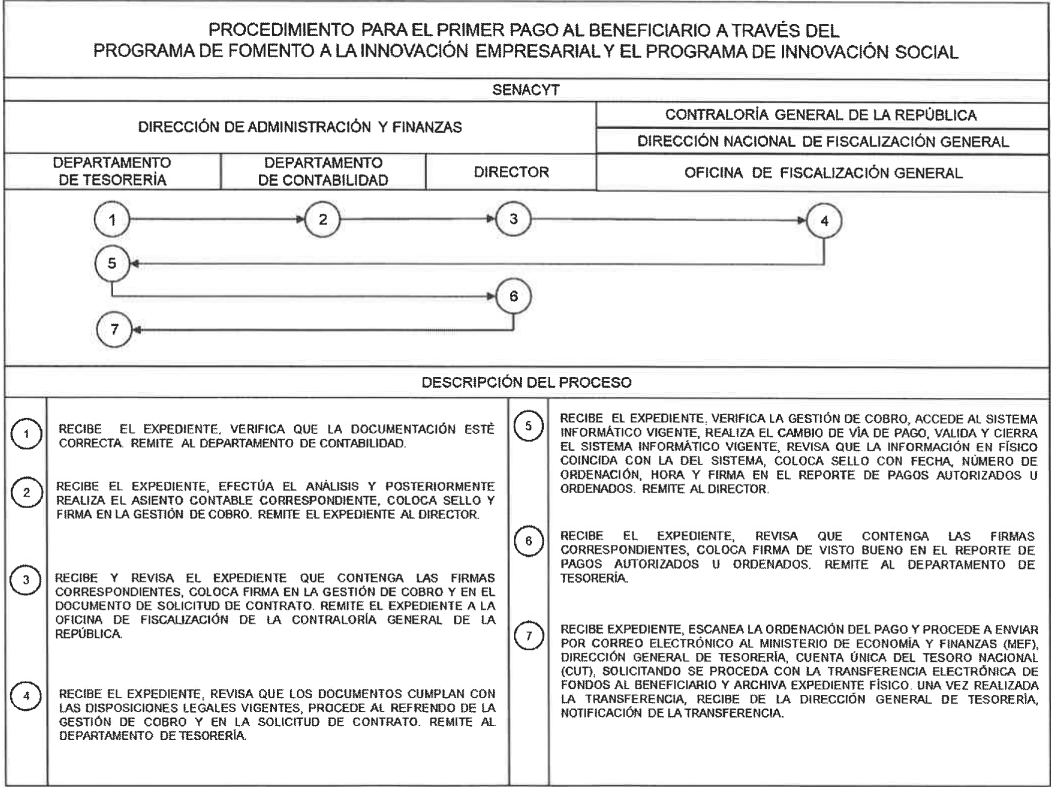 PROCEDIMIENTO PARA EL PRIMER PAGO AL BENEFICIARIO A TRAVÉS DEL
PROGRAMA DE FOMENTO A LA INNOVACIÓN EMPRESARIAL Y EL PROGRAMA DE INNOVACIÓN SOCIAL
SENACYT
DIRECCIÓN DE ADMINISTRACIÓN Y FINANZAS
CONTRALORÍA GENERAL DE LA REPÚBLICA
DIRECCIÓN NACIONAL DE FISCALIZACIÓN GENERAL
DEPARTAMENTO
DE TESORERÍA
DEPARTAMENTO
DE CONTABILIDAD
DIRECTOR
OFICINA DE FISCALIZACIÓN GENERAL
1
2
3
4
5
6
7
DESCRIPCIÓN DEL PROCESO
1
RECIBE EL EXPEDIENTE, VERIFICA QUE LA DOCUMENTACIÓN ESTÉ
CORRECTA. REMITE AL DEPARTAMENTO DE CONTABILIDAD.
2
RECIBE EL EXPEDIENTE, EFECTÚA EL ANÁLISIS Y POSTERIORMENTE
REALIZA EL ASIENTO CONTABLE CORRESPONDIENTE, COLOCA SELLO Y
FIRMA EN LA GESTIÓN DE COBRO. REMITE EL EXPEDIENTE AL DIRECTOR.
3
RECIBE Y REVISA EL EXPEDIENTE QUE CONTENGA LAS FIRMAS
CORRESPONDIENTES, COLOCA FIRMA EN LA GESTIÓN DE COBRO Y EN EL
DOCUMENTO DE SOLICITUD DE CONTRATO. REMITE EL EXPEDIENTE A LA
OFICINA DE FISCALIZACIÓN DE LA CONTRALORÍA GENERAL DE LA
REPÚBLICA.
4
RECIBE EL EXPEDIENTE, REVISA QUE LOS DOCUMENTOS CUMPLAN CON
LAS DISPOSICIONES LEGALES VIGENTES, PROCEDE AL REFRENDO DE LA
GESTIÓN DE COBRO Y EN LA SOLICITUD DE CONTRATO. REMITE AL
DEPARTAMENTO DE TESORERÍA.
5
RECIBE EL EXPEDIENTE, VERIFICA LA GESTIÓN DE COBRO, ACCEDE AL SISTEMA
INFORMÁTICO VIGENTE, REALIZA EL CAMBIO DE VÍA DE PAGO, VALIDA Y CIERRA
EL SISTEMA INFORMÁTICO VIGENTE, REVISA QUE LA INFORMACIÓN EN FÍSICO
COINCIDA CON LA DEL SISTEMA, COLOCA SELLO CON FECHA, NÚMERO DE
ORDENACIÓN, HORA Y FIRMA EN EL REPORTE DE PAGOS AUTORIZADOS U
ORDENADOS. REMITE AL DIRECTOR.
6
RECIBE EL EXPEDIENTE, REVISA QUE CONTENGA LAS FIRMAS
CORRESPONDIENTES, COLOCA FIRMA DE VISTO BUENO EN EL REPORTE DE
PAGOS AUTORIZADOS U ORDENADOS. REMITE AL DEPARTAMENTO DE
TESORERÍA.
7
RECIBE EXPEDIENTE, ESCANEA LA ORDENACIÓN DEL PAGO Y PROCEDE A ENVIAR
POR CORREO ELECTRÓNICO AL MINISTERIO DE ECONOMÍA Y FINANZAS (MEF),
DIRECCIÓN GENERAL DE TESORERÍA, CUENTA ÚNICA DEL TESORO NACIONAL
(CUT), SOLICITANDO SE PROCEDA CON LA TRANSFERENCIA ELECTRÓNICA DE
FONDOS AL BENEFICIARIO Y ARCHIVA EXPEDIENTE FÍSICO. UNA VEZ REALIZADA
LA TRANSFERENCIA, RECIBE DE LA DIRECCIÓN GENERAL DE TESORERÍA,
NOTIFICACIÓN DE LA TRANSFERENCIA.